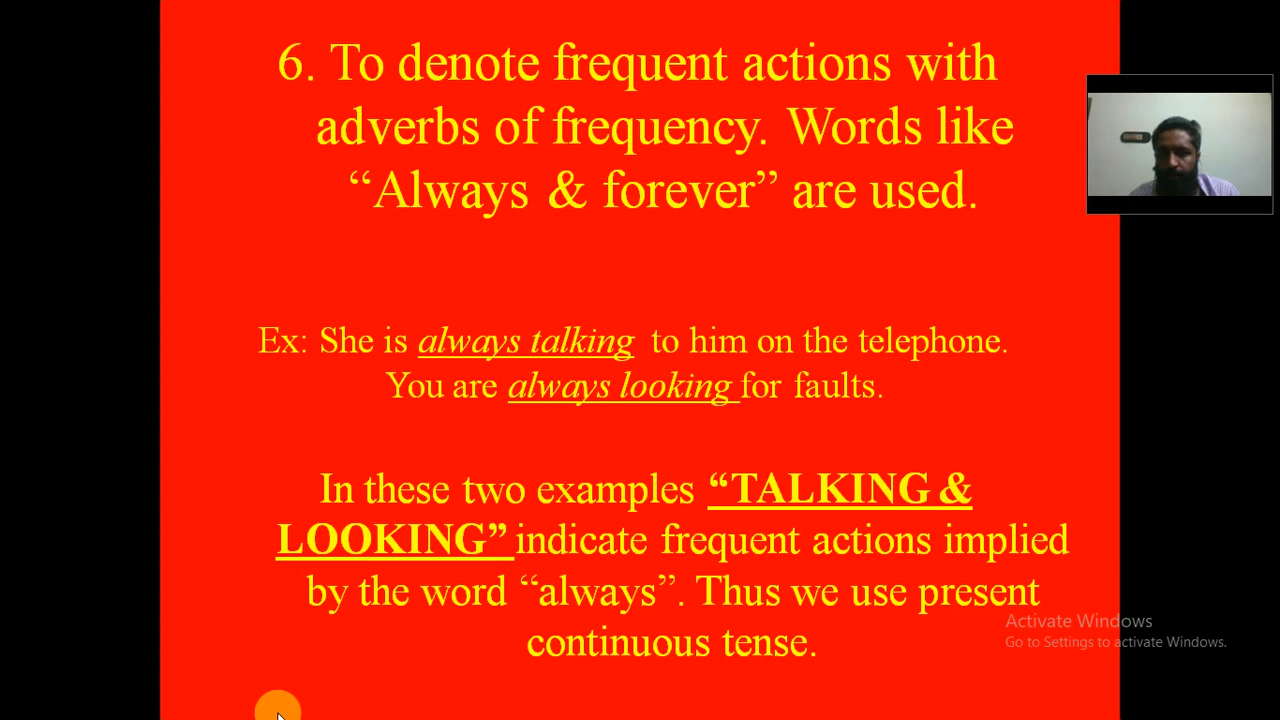 6. To denote frequent actions with
adverbs of frequency. Words like
“Always & forever” are used.
Ex: She is always talking to him on the telephone.
You are always looking for faults.
In these two examples “TALKING &
LOOKING” indicate frequent actions implied
by the word “always”. Thus we use present
continuous tense.
Activate Windows
Go to Settings to activate Windows.